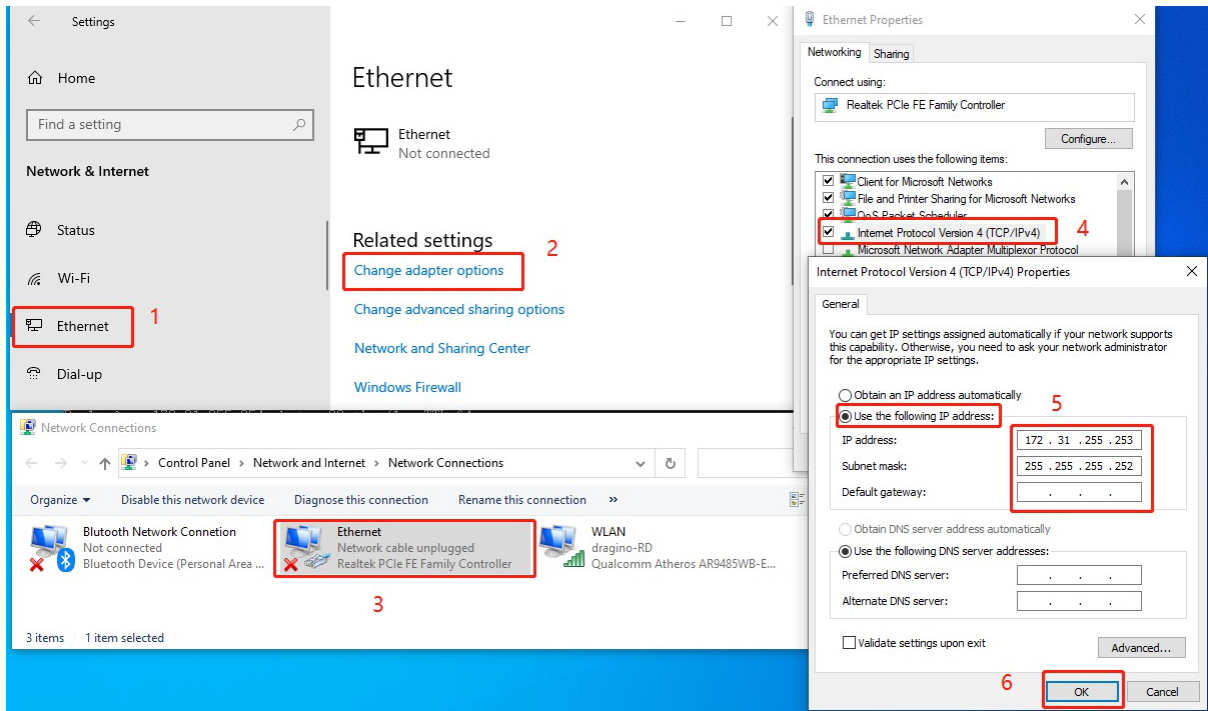 Settings
Home
Find a setting
Network & Internet
Status
Wi-Fi
Ethernet
1
Dial-up
Ethernet
Ethernet
Not connected
Related settings
2
Change adapter options
Change advanced sharing options
Network and Sharing Center
Windows Firewall
Network Connections
Control Panel > Network and Internet > Network Connections
Organize Disable this network device Diagnose this connection Rename this connection »
Blutooth Network Connetion
Not connected
Bluetooth Device (Personal Area ...
Ethernet
Network cable unplugged
Realtek PCIe FE Family Controller
WLAN
dragino-RD
Qualcomm Atheros AR9485WB-E...
3
3 items 1 item selected
Ethernet Properties
Networking Sharing
Connect using:
Realtek PCIe FE Family Controller
Configure...
This connection uses the following items:
Client for Microsoft Networks
File and Printer Sharing for Microsoft Networks
QoS Packet Scheduler
Internet Protocol Version 4 (TCP/IPv4)
4
Microsoft Network Adapter Multiplexor Protocol
Internet Protocol Version 4 (TCP/IPv4) Properties
General
You can get IP settings assigned automatically if your network supports
this capability. Otherwise, you need to ask your network administrator
for the appropriate IP settings.
Obtain an IP address automatically
Use the following IP address:
5
IP address: 172 . 31 . 255 . 253
Subnet mask: 255 . 255 . 255 . 252
Default gateway: . . .
Obtain DNS server address automatically
Use the following DNS server addresses:
Preferred DNS server: . . .
Alternate DNS server: . . .
Validate settings upon exit
Advanced...
6
OK
Cancel